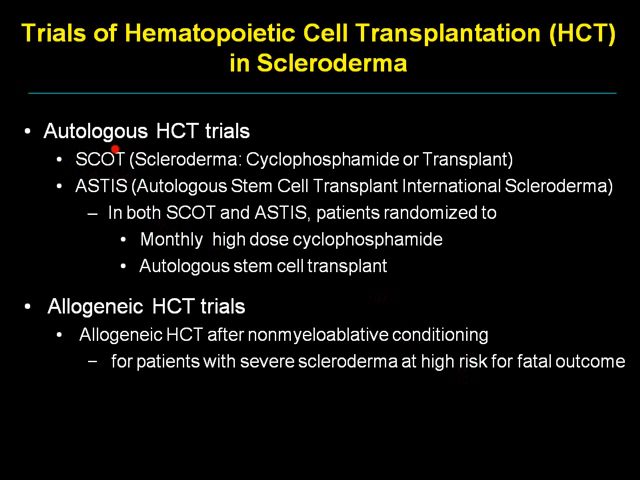 Trials of Hematopoietic Cell Transplantation (HCT)
in Scleroderma
• Autologous HCT trials
• SCOT (Scleroderma: Cyclophosphamide or Transplant)
• ASTIS (Autologous Stem Cell Transplant International Scleroderma)
– In both SCOT and ASTIS, patients randomized to
• Monthly high dose cyclophosphamide
• Autologous stem cell transplant
• Allogeneic HCT trials
• Allogeneic HCT after nonmyeloablative conditioning
– for patients with severe scleroderma at high risk for fatal outcome